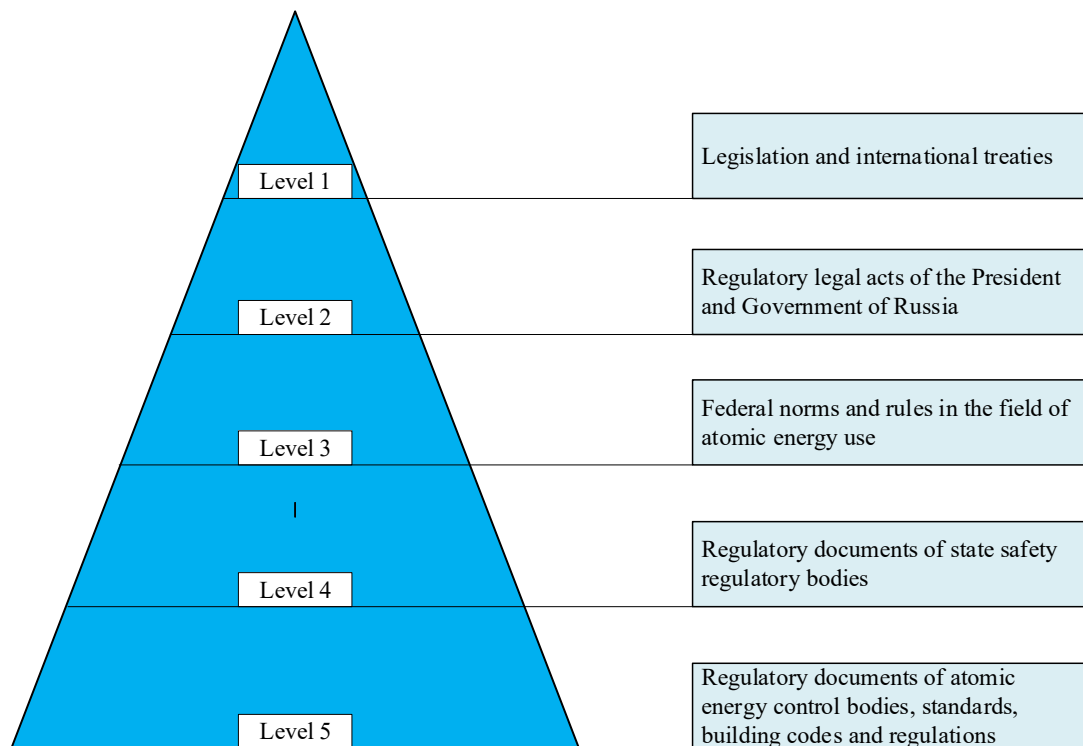 Level 1
Legislation and international treaties
Level 2
Regulatory legal acts of the President
and Government of Russia
Level 3
Federal norms and rules in the field of
atomic energy use
Level 4
Regulatory documents of state safety
regulatory bodies
Level 5
Regulatory documents of atomic
energy control bodies, standards,
building codes and regulations